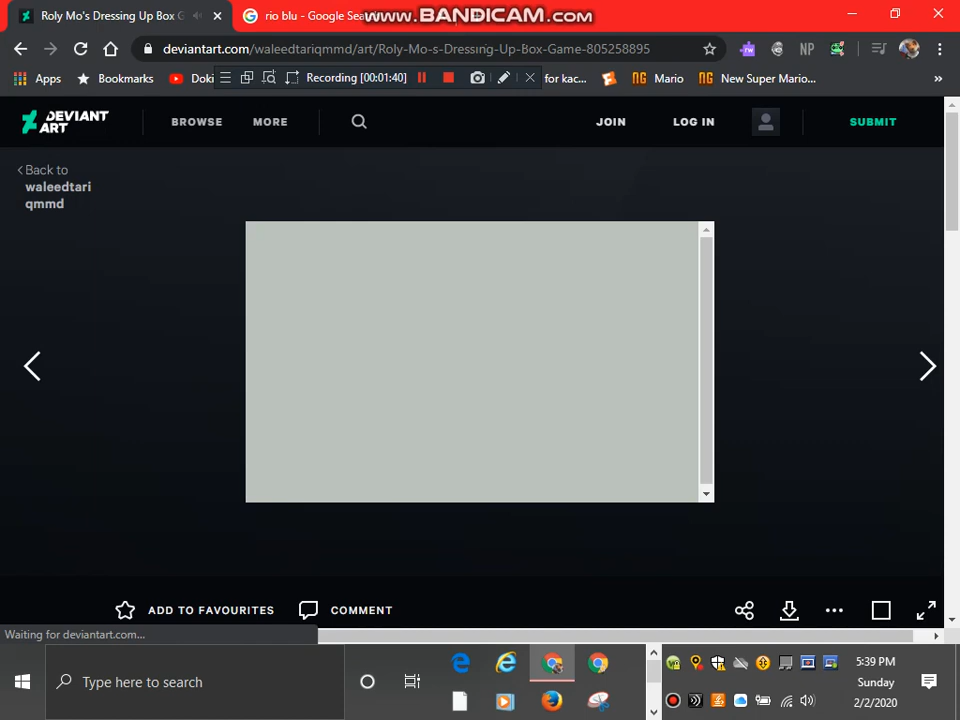 Roly Mo's Dressing Up Box G
rio blu - Google Sea
www.BANDICAM.com
deviantart.com/waleedtariqmmd/art/Roly-Mo-s-Dressing-Up-Box-Game-805258895
NP
Apps
Bookmarks
Doki
Recording [00:01:40]
for kac...
NG Mario
NG New Super Mario...
»
DEVIANT
ART
BROWSE
MORE
JOIN
LOG IN
SUBMIT
Back to
waleedtari
qmmd
ADD TO FAVOURITES
COMMENT
Waiting for deviantart.com...
Type here to search
5:39 PM
Sunday
2/2/2020